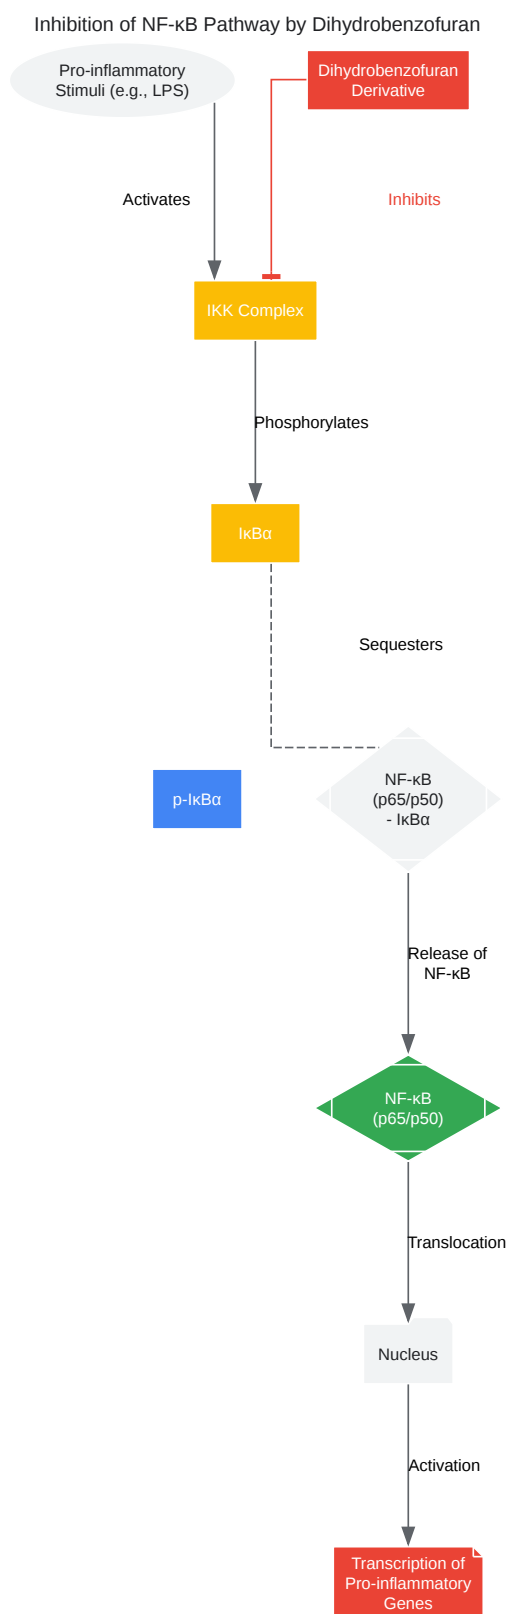 Inhibition of NF-κB Pathway by Dihydrobenzofuran
Pro-inflammatory
Stimuli (e.g., LPS)
Dihydrobenzofuran
Derivative
Activates
Inhibits
IKK Complex
Phosphorylates
IκBα
Sequesters
p-IκBα
NF-κB
(p65/p50)
- IκBα
Release of
NF-κB
NF-κB
(p65/p50)
Translocation
Nucleus
Activation
Transcription of
Pro-inflammatory
Genes